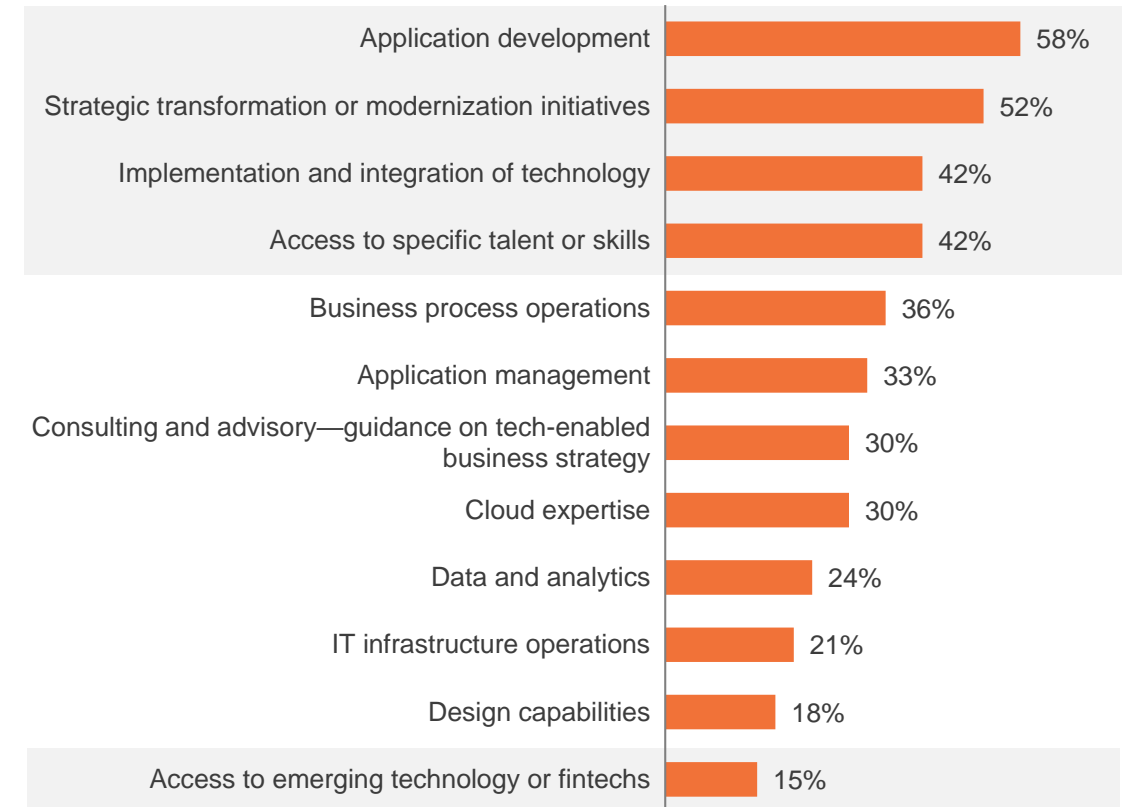 Application development 58%
Strategic transformation or modernization initiatives 52%
Implementation and integration of technology 42%
Access to specific talent or skills 42%
Business process operations 36%
Application management 33%
Consulting and advisory—guidance on tech-enabled
business strategy 30%
Cloud expertise 30%
Data and analytics 24%
IT infrastructure operations 21%
Design capabilities 18%
Access to emerging technology or fintechs 15%